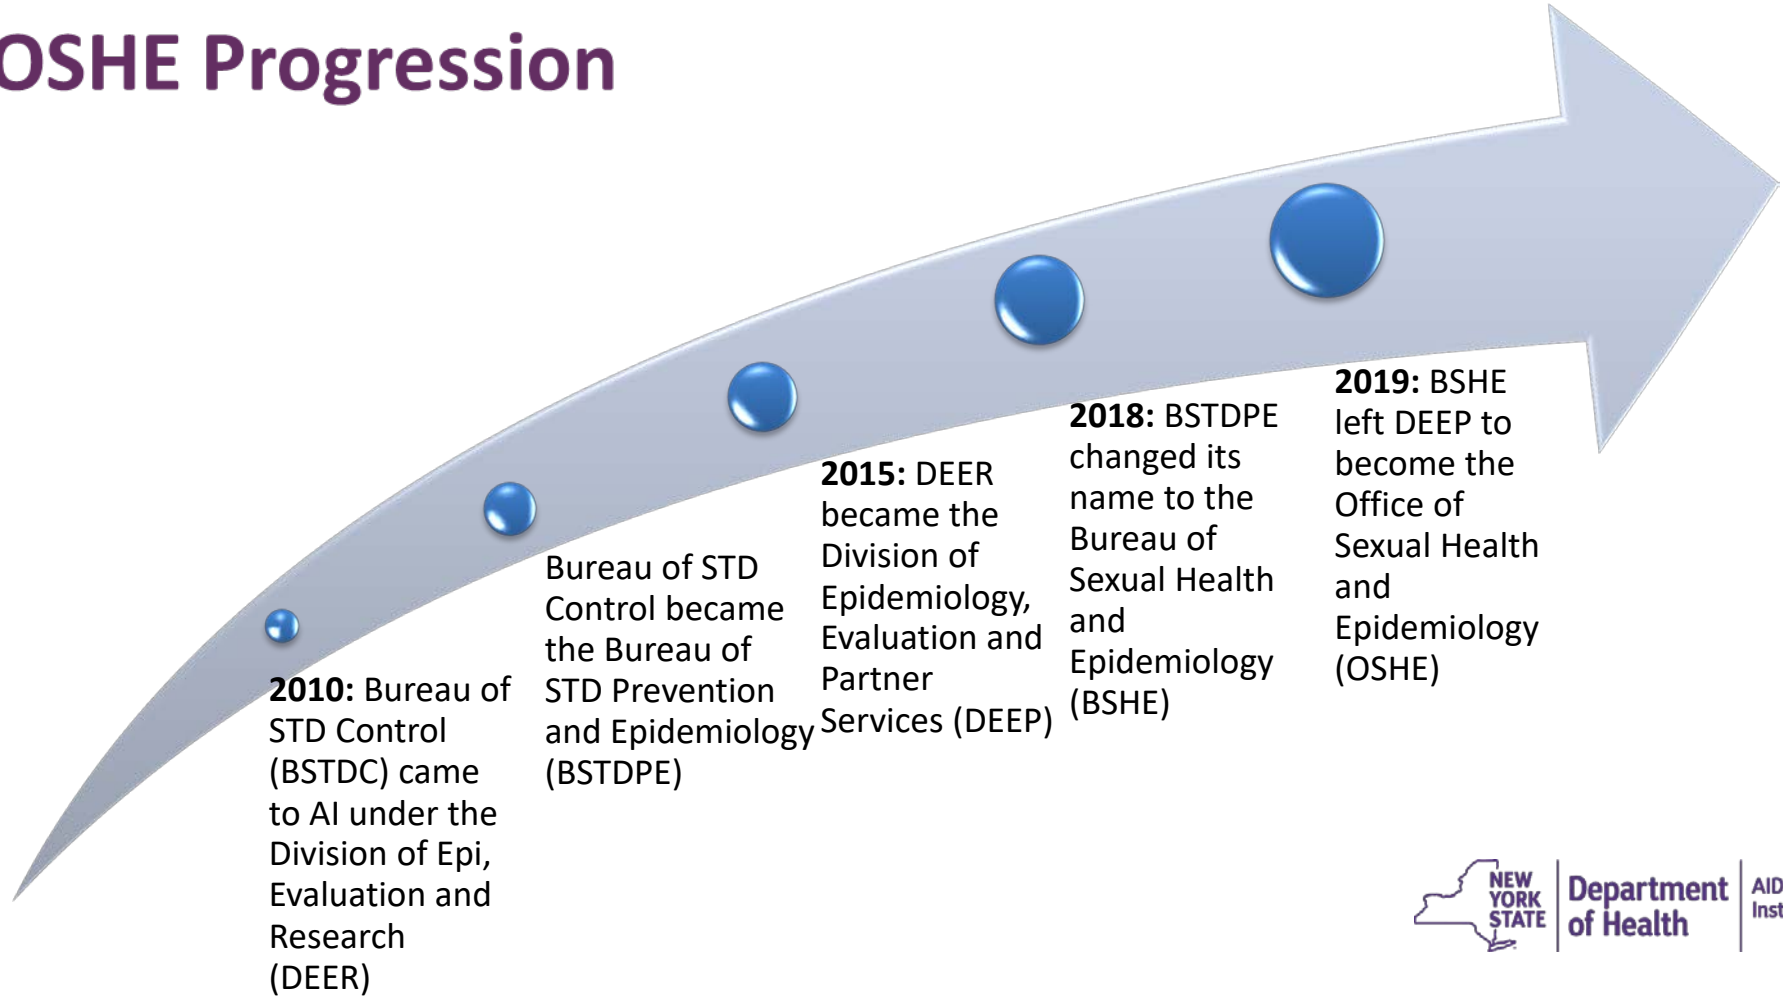 OSHE Progression
2010: Bureau of
STD Control
(BSTDC) came
to AI under the
Division of Epi,
Evaluation and
Research
(DEER)
Bureau of STD
Control became
the Bureau of
STD Prevention
and Epidemiology
(BSTDPE)
2015: DEER
became the
Division of
Epidemiology,
Evaluation and
Partner
Services (DEEP)
2018: BSTDPE
changed its
name to the
Bureau of
Sexual Health
and
Epidemiology
(BSHE)
2019: BSHE
left DEEP to
become the
Office of
Sexual Health
and
Epidemiology
(OSHE)
NEW
YORK
STATE
Department
of Health